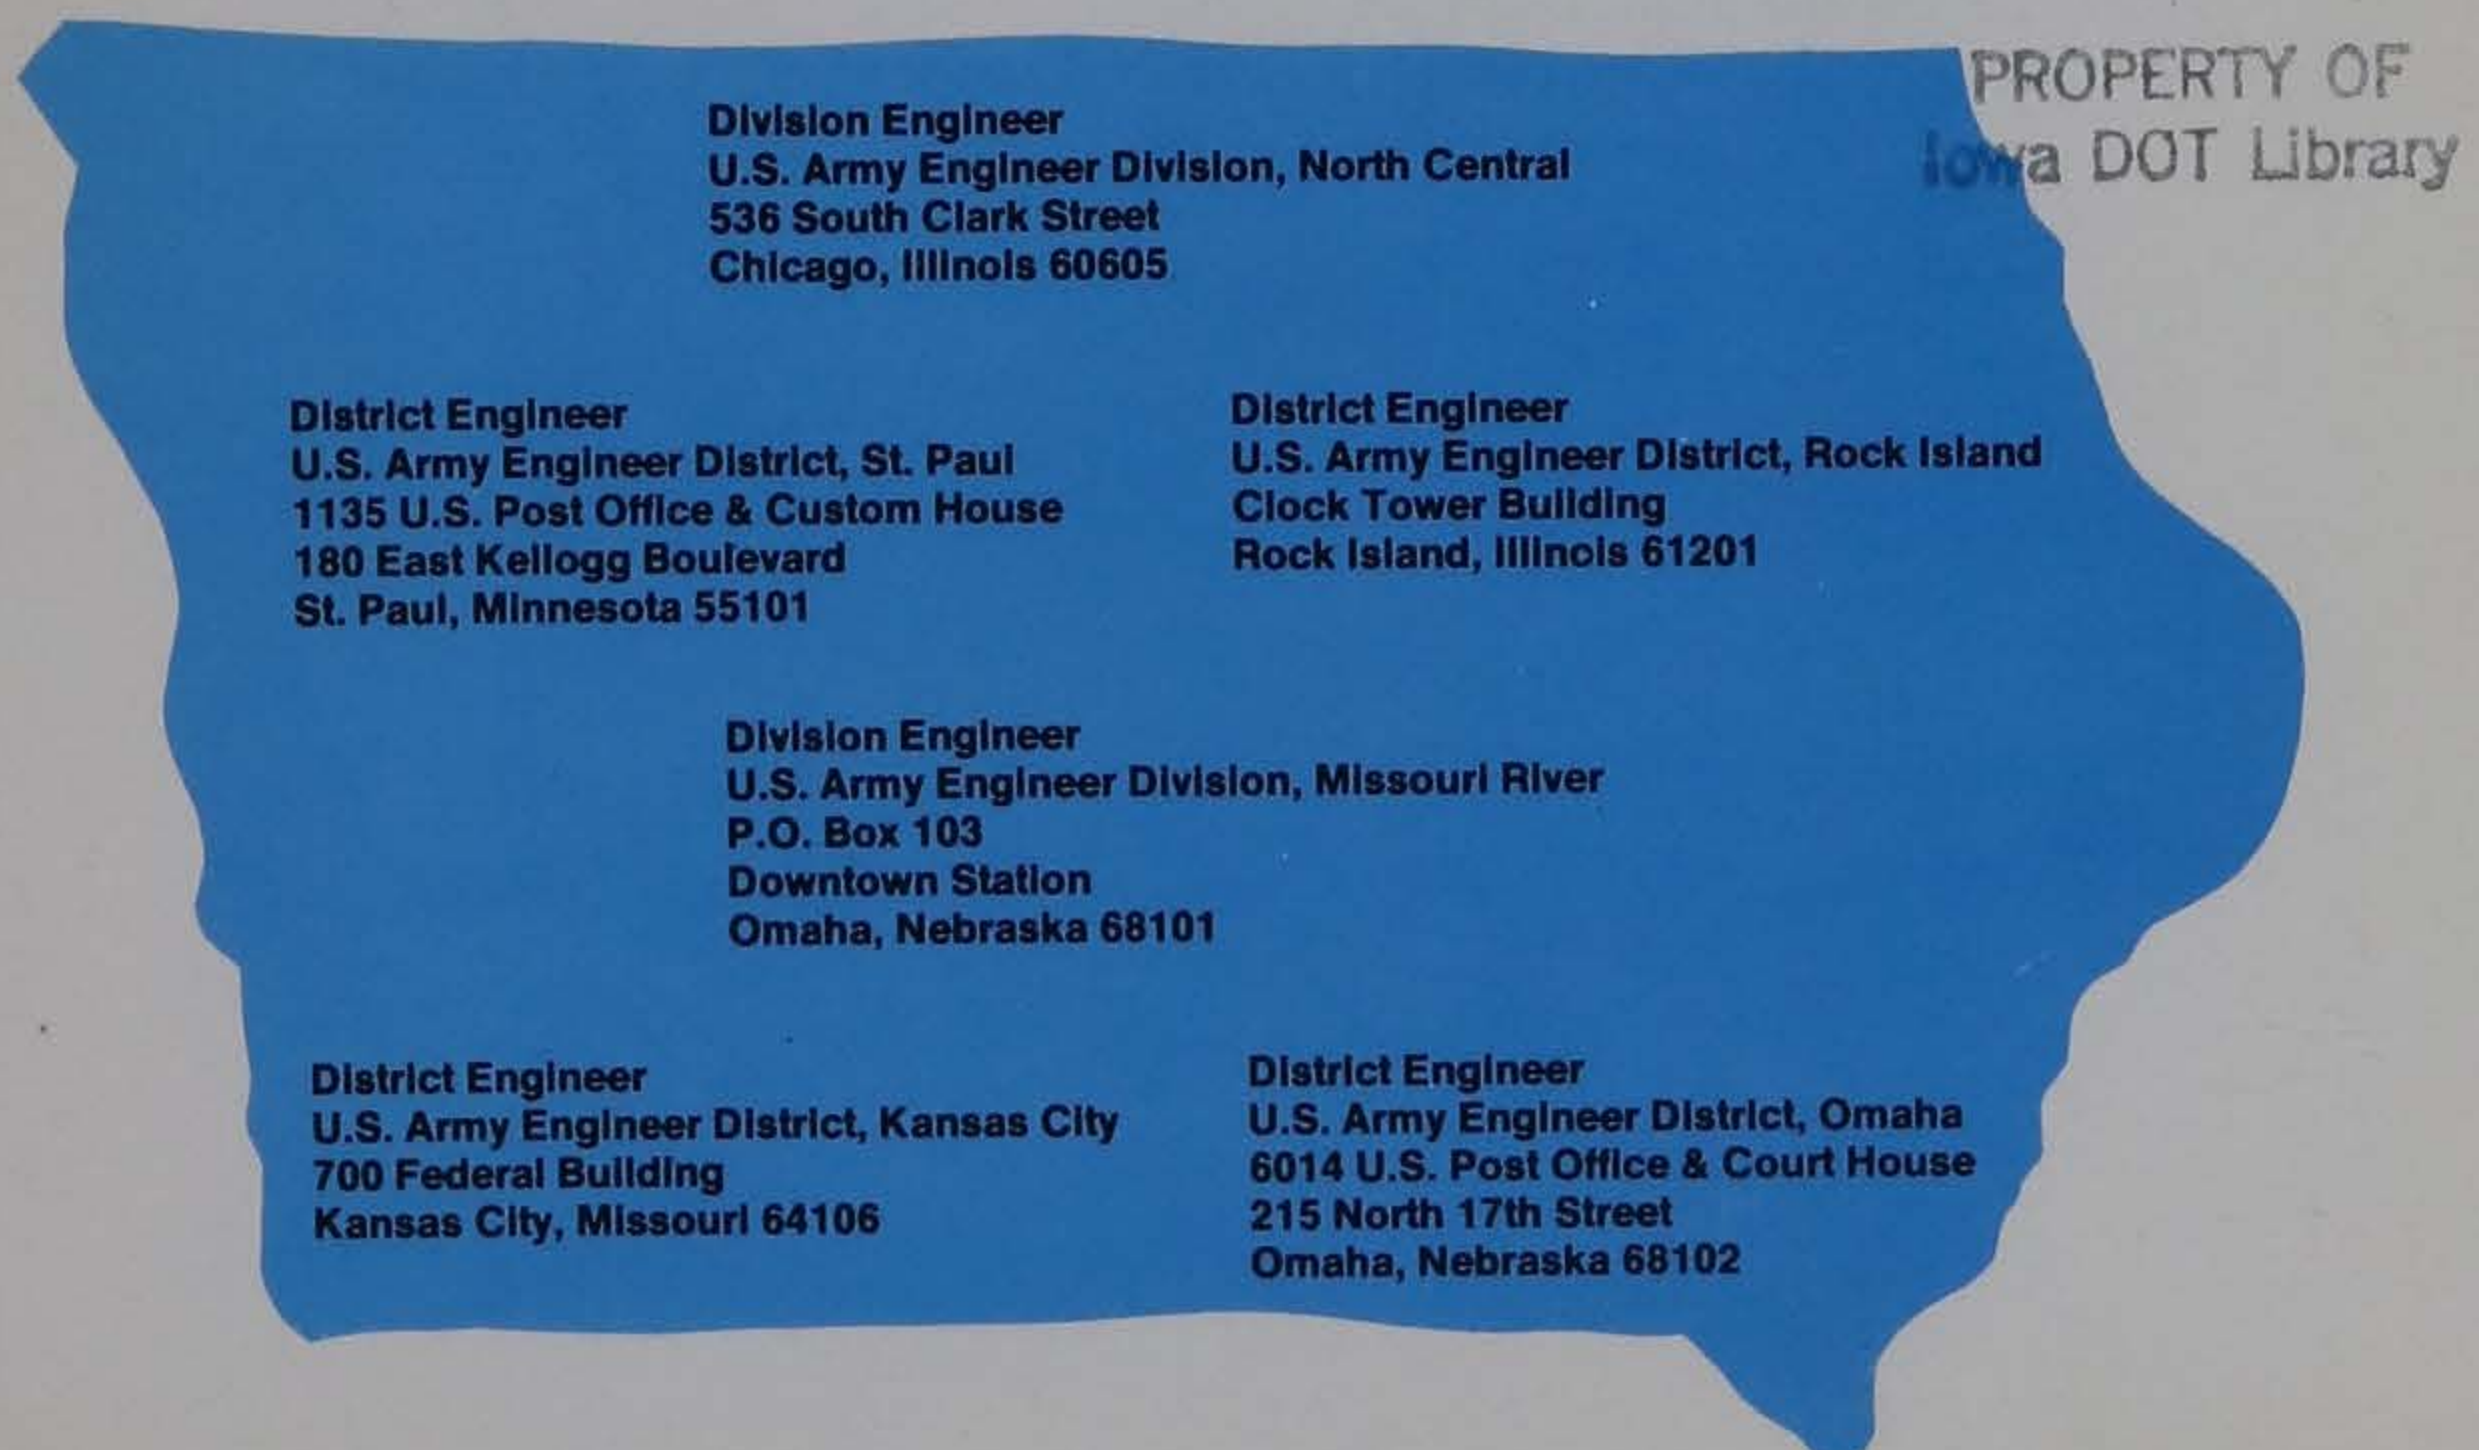 PROPERTY OF
Iowa DOT Library
Division Engineer
U.S. Army Engineer Division, North Central
536 South Clark Street
Chicago, Illinois 60605
District Engineer
U.S. Army Engineer District, St. Paul
1135 U.S. Post Office & Custom House
180 East Kellogg Boulevard
St. Paul, Minnesota 55101
District Engineer
U.S. Army Engineer District, Rock Island
Clock Tower Building
Rock Island, Illinois 61201
Division Engineer
U.S. Army Engineer Division, Missouri River
P.O. Box 103
Downtown Station
Omaha, Nebraska 68101
District Engineer
U.S. Army Engineer District, Kansas City
700 Federal Building
Kansas City, Missouri 64106
District Engineer
U.S. Army Engineer District, Omaha
6014 U.S. Post Office & Court House
215 North 17th Street
Omaha, Nebraska 68102